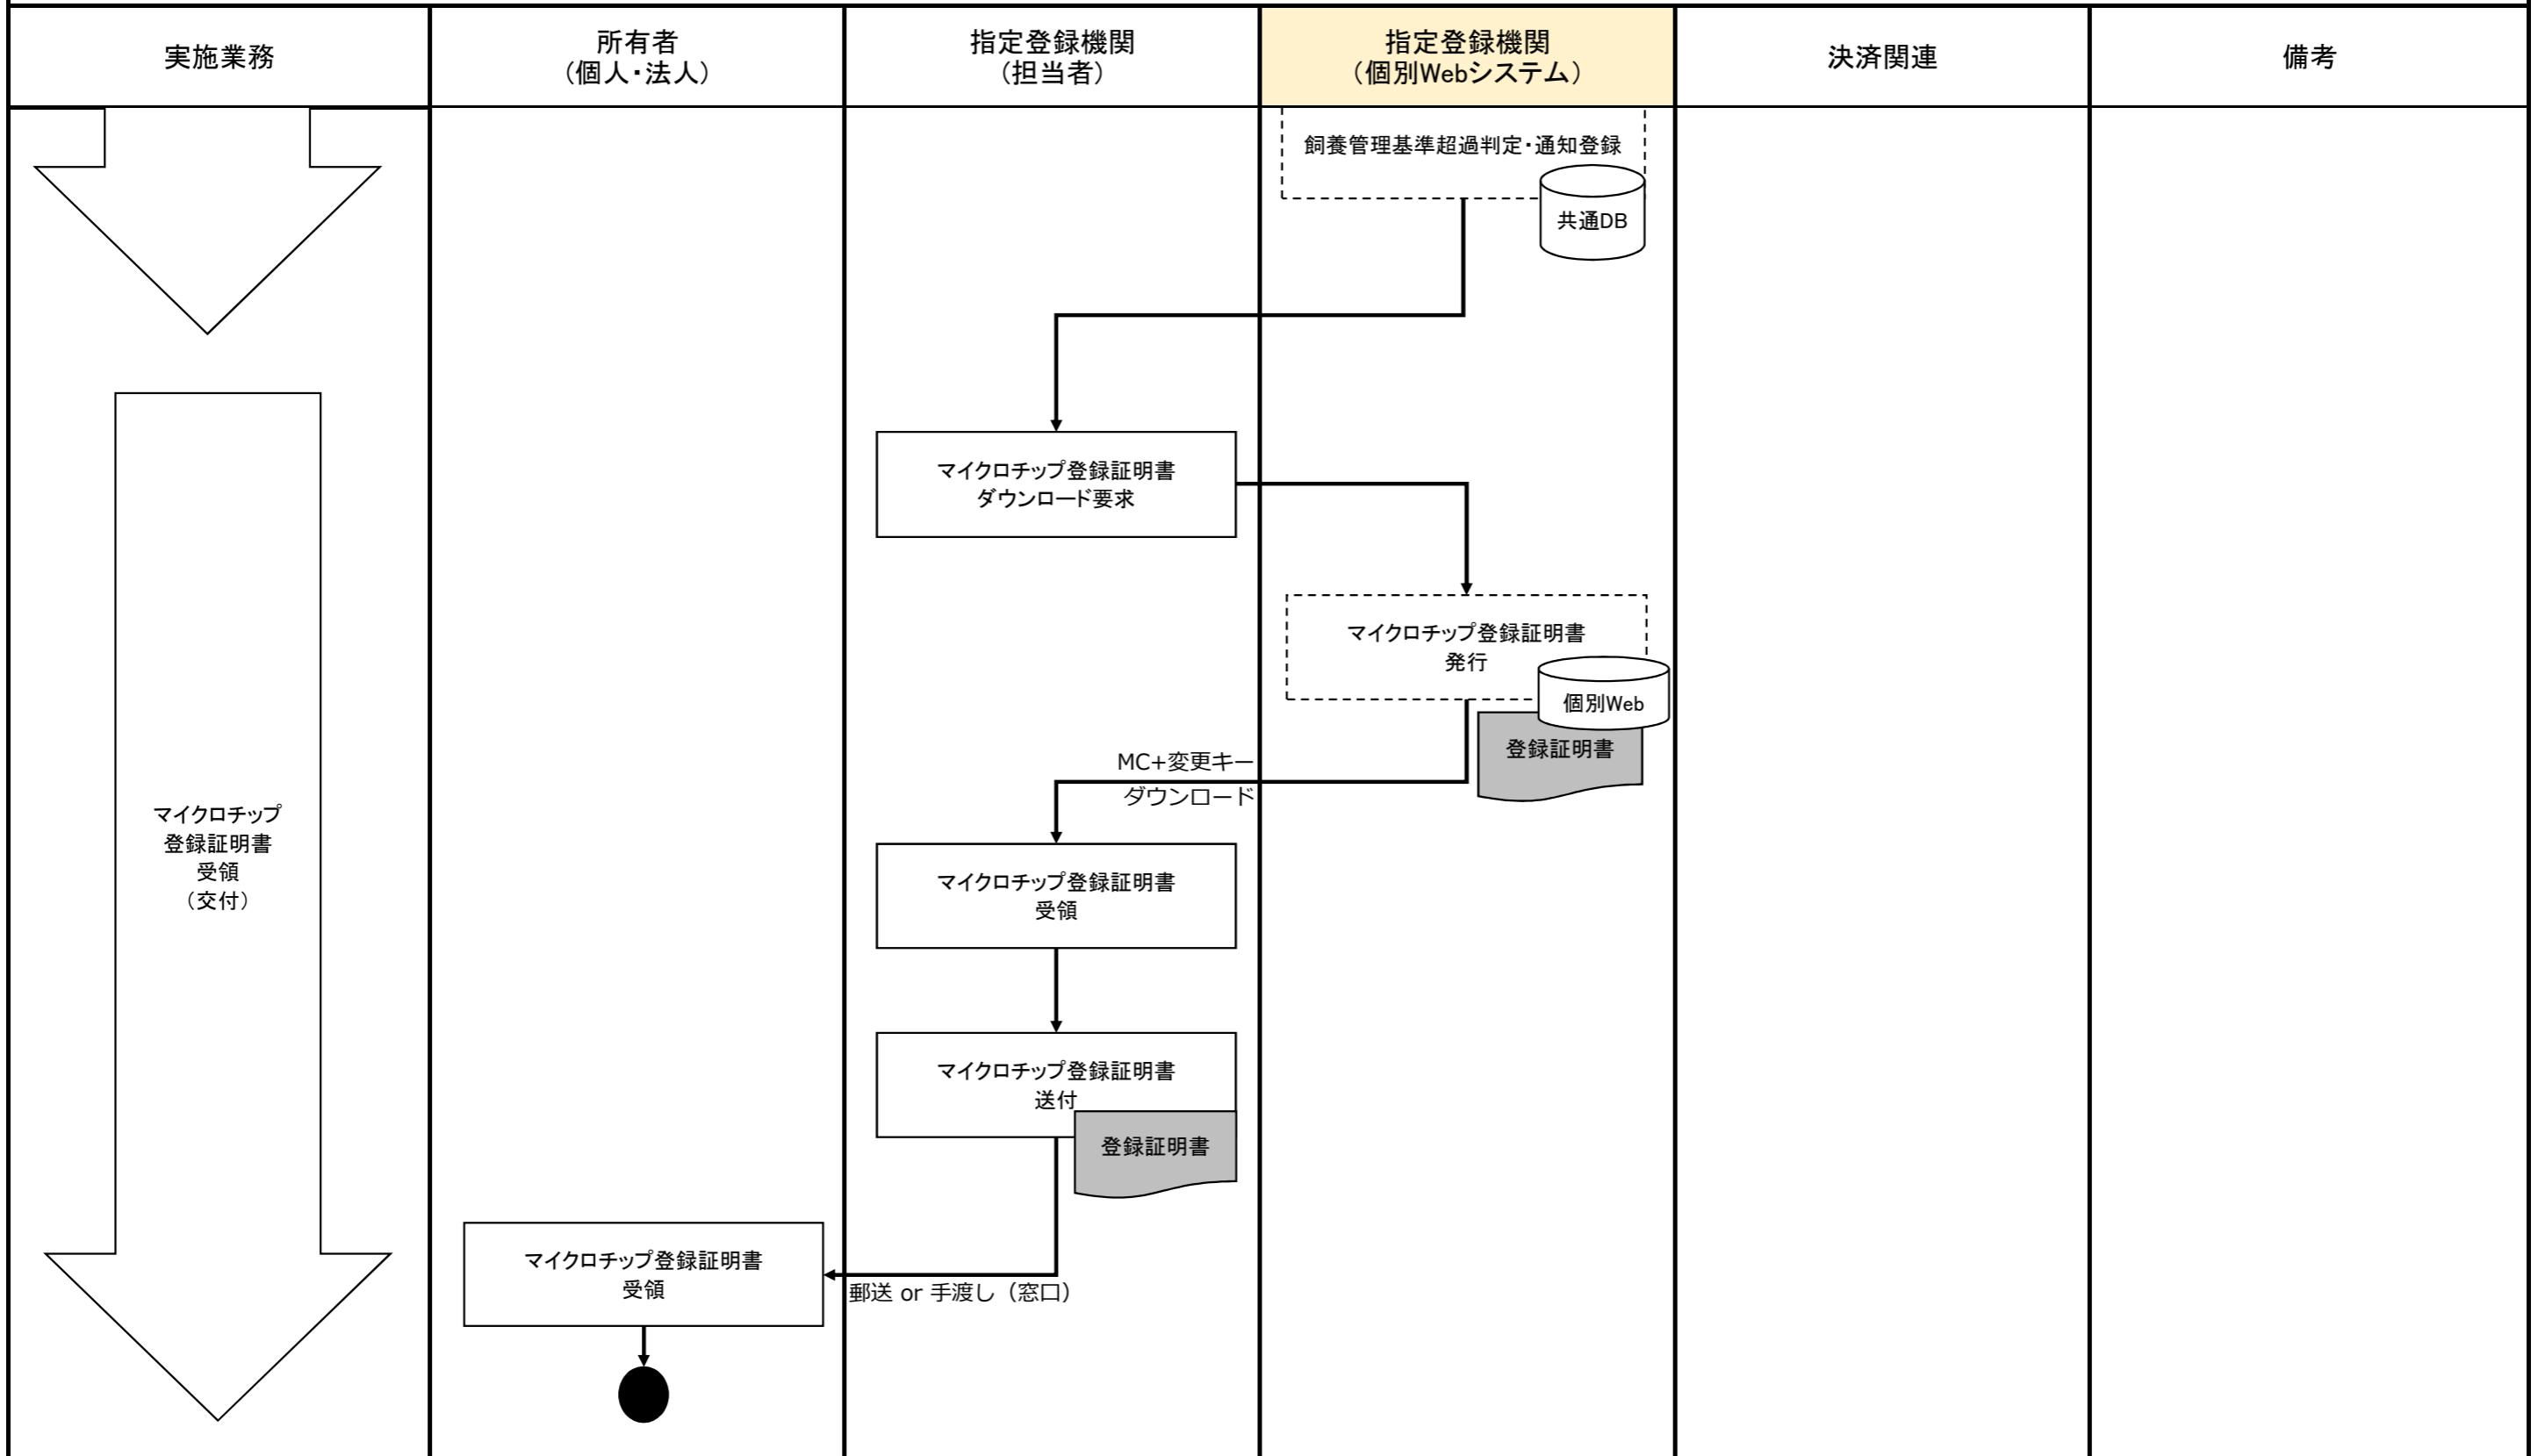 実施業務
所有者
（個人・法人）
指定登録機関
（担当者）
指定登録機関
（個別Webシステム）
決済関連
備考
飼養管理基準超過判定・通知登録
共通DB
マイクロチップ登録証明書
ダウンロード要求
マイクロチップ登録証明書
発行
個別Web
登録証明書
MC+変更キー
ダウンロード
マイクロチップ
登録証明書
受領
（交付）
マイクロチップ登録証明書
受領
マイクロチップ登録証明書
送付
登録証明書
マイクロチップ登録証明書
受領
郵送 or 手渡し（窓口）